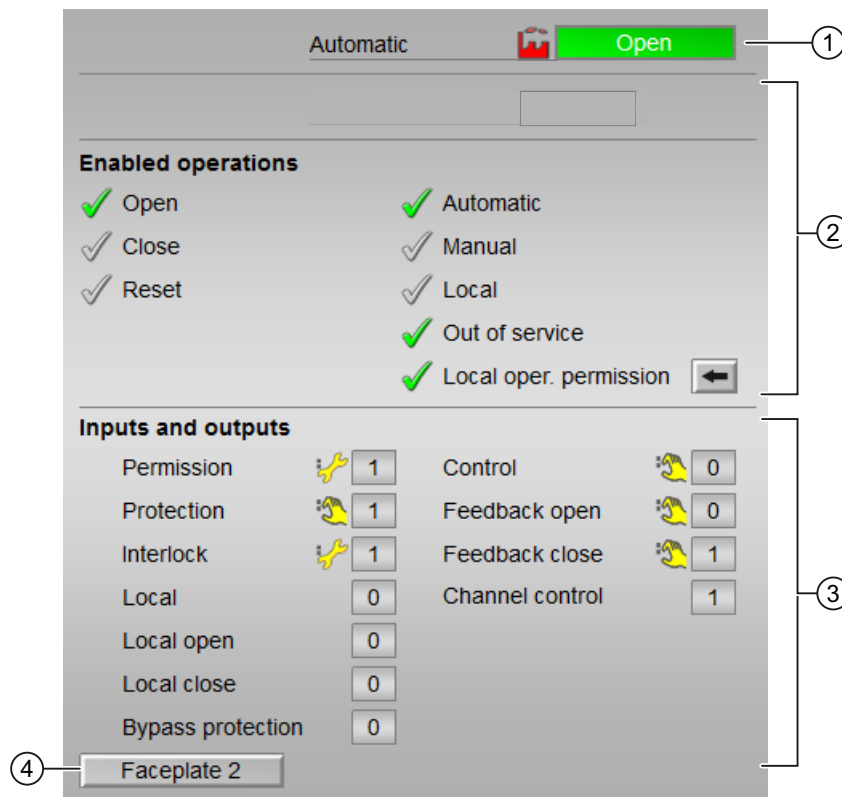 Automatic Open 1
2
Enabled operations
Open Automatic
Close Manual
Reset Local
Out of service
Local oper. permission
Inputs and outputs
Permission 1 Control 0
Protection 1 Feedback open 0
Interlock 1 Feedback close 1
Local 0 Channel control 1 3
Local open 0
Local close 0
Bypass protection 0
4 Faceplate 2